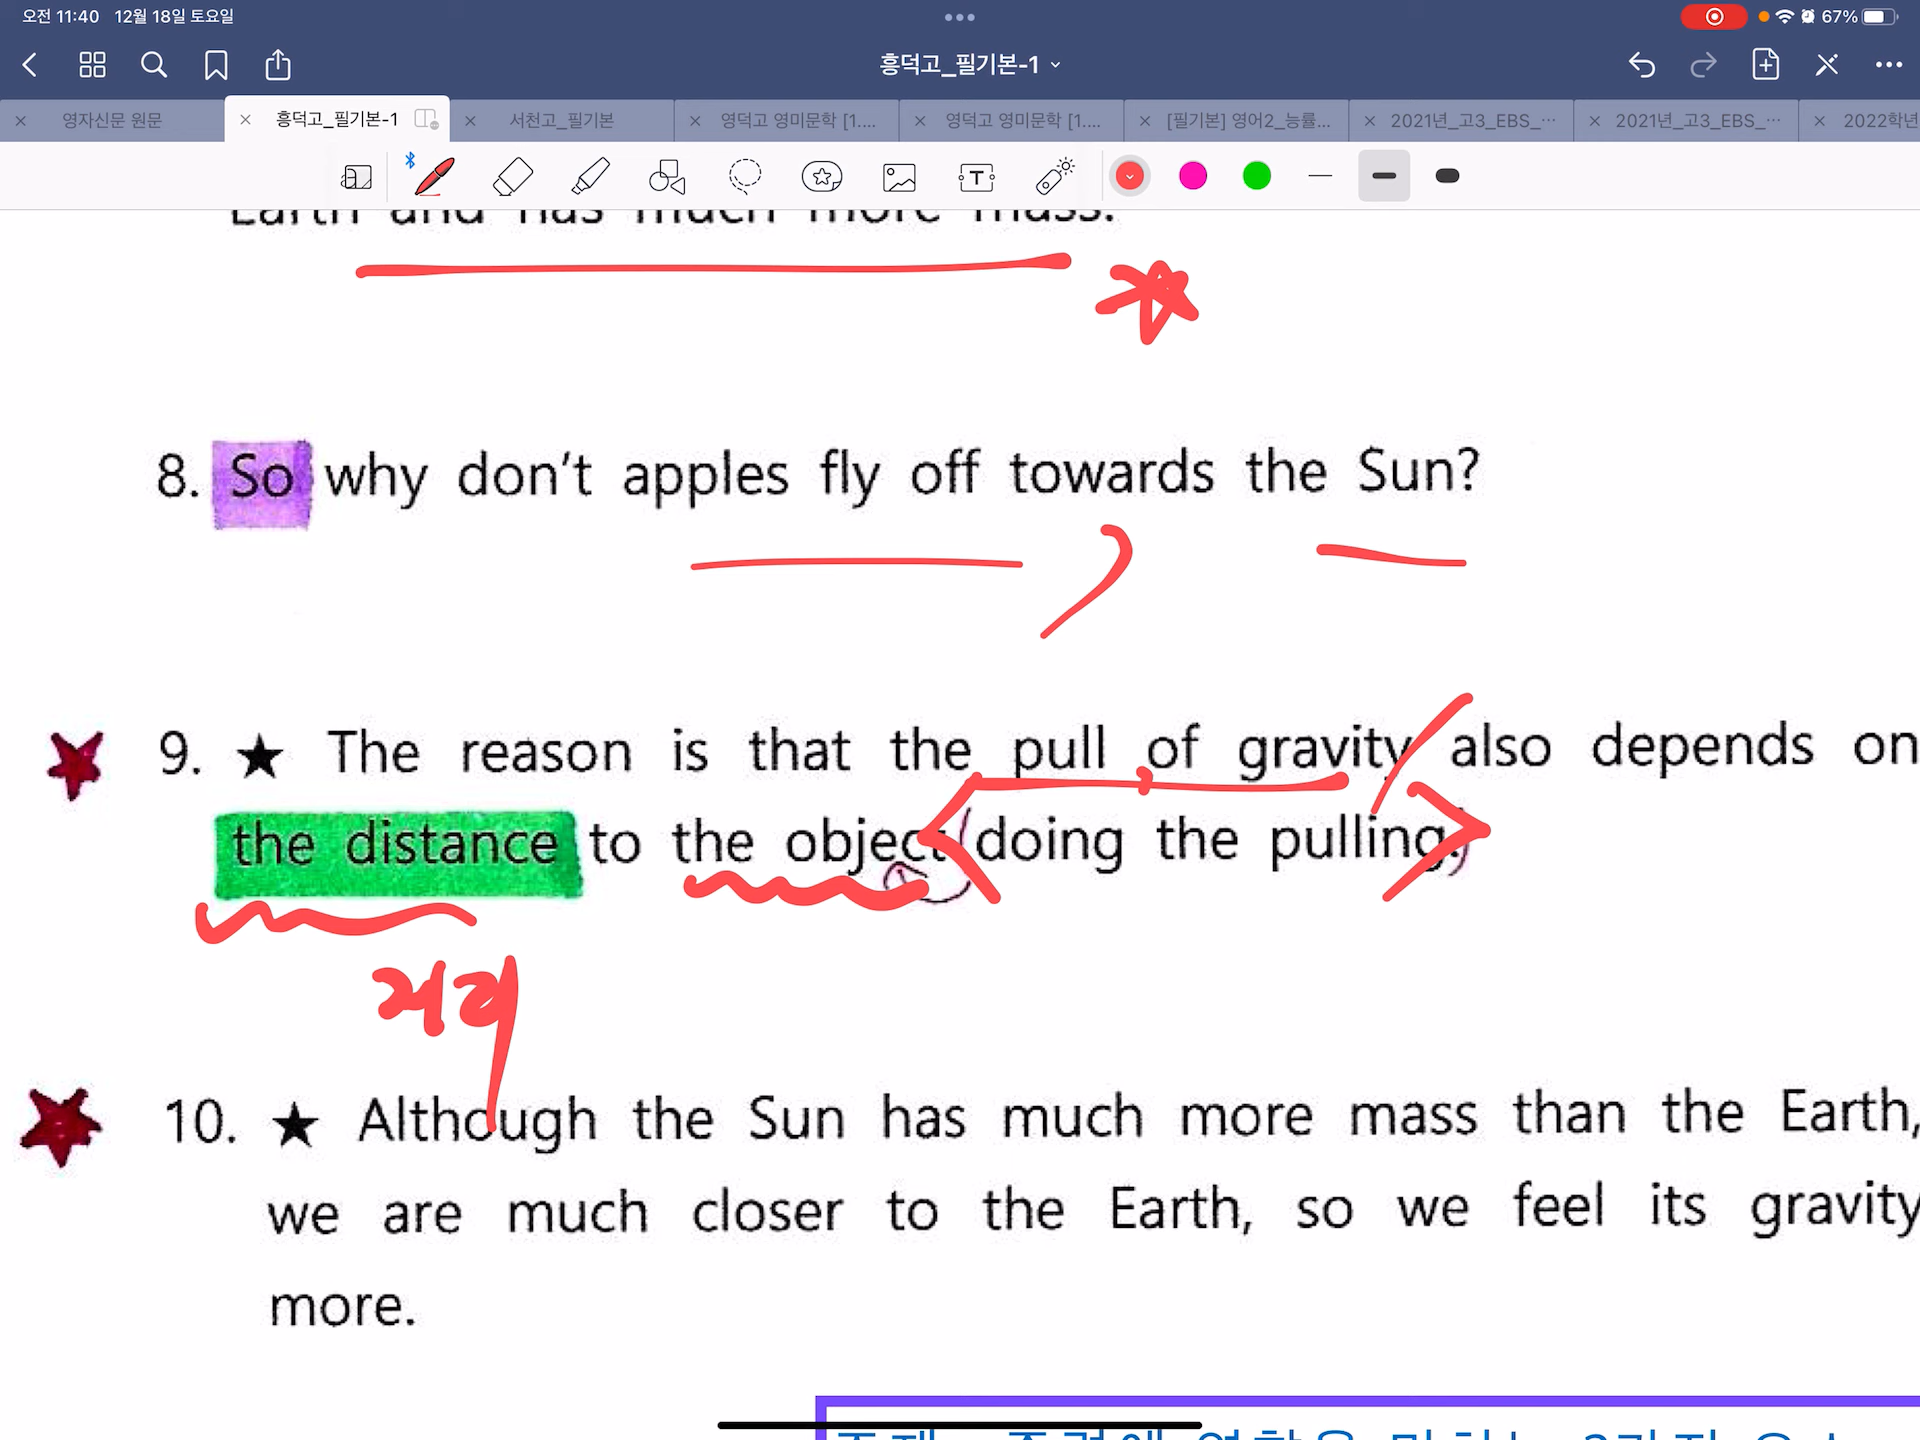 오전 11:40 12월 18일 토요일
67%
흥덕고_필기본-1
영자신문 원문
흥덕고_필기본-1
서천고_필기본
영덕고 영미문학 [1....
영덕고 영미문학 [1....
[필기본] 영어2_능률...
2021년_고3_EBS_...
2021년_고3_EBS_...
2022학년
Earth and has much more mass.
8. So why don't apples fly off towards the Sun?
9. ★ The reason is that the pull of gravity also depends on
the distance to the object (doing the pulling.)
거리
10. ★ Although the Sun has much more mass than the Earth,
we are much closer to the Earth, so we feel its gravity
more.